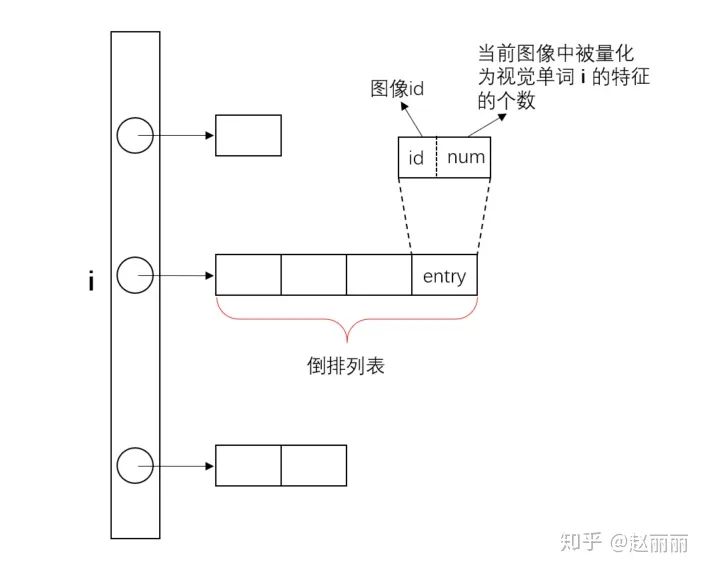 当前图像中被量化
为视觉单词 i 的特征
的个数
图像id
id
num
i
entry
倒排列表
知乎 @赵丽丽